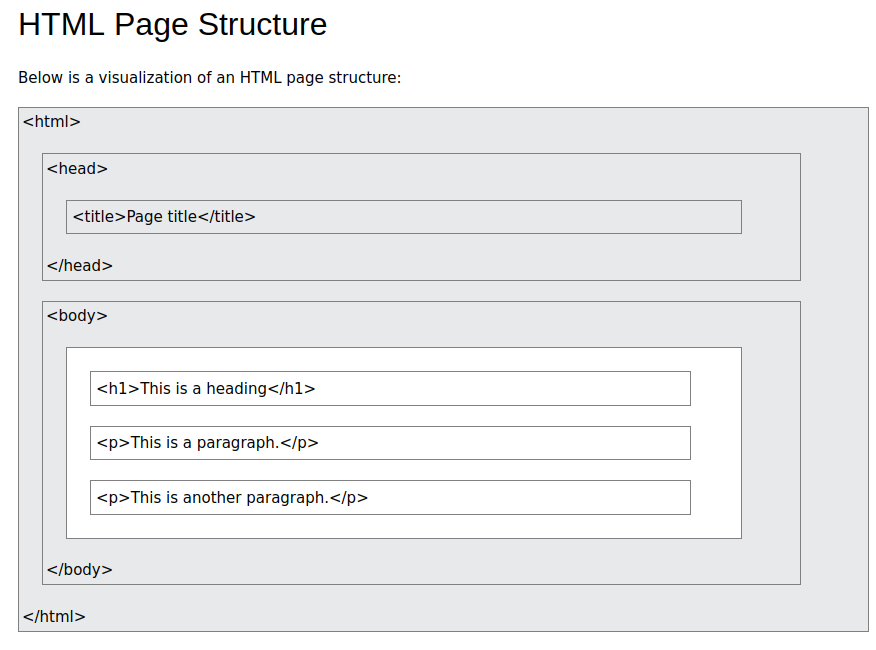 HTML Page Structure
Below is a visualization of an HTML page structure:
<html>
<head>
<title>Page title</title>
</head>
<body>
<h1>This is a heading</h1>
<p>This is a paragraph.</p>
<p>This is another paragraph.</p>
</body>
</html>